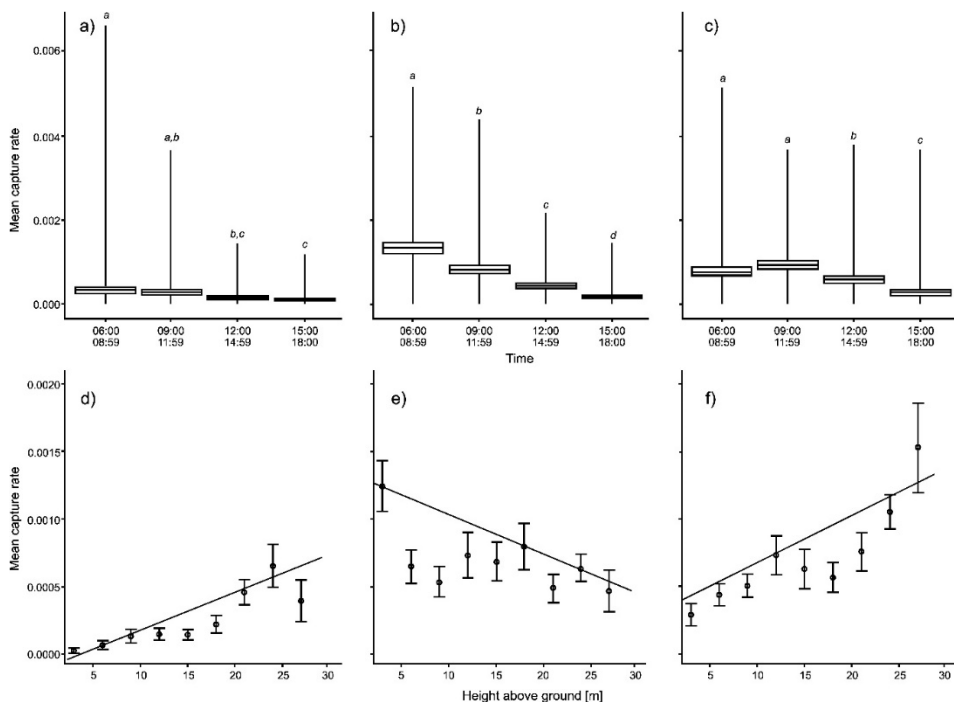 a)
b)
c)
Mean capture rate
0.006
0.004
0.002
0.000
a
a,b
b,c
c
a
b
c
d
a
a
b
c
06:00 09:00 12:00 15:00
08:59 11:59 14:59 18:00
06:00 09:00 12:00 15:00
08:59 11:59 14:59 18:00
06:00 09:00 12:00 15:00
08:59 11:59 14:59 18:00
Time
d)
e)
f)
Mean capture rate
0.0020
0.0015
0.0010
0.0005
0.0000
5 10 15 20 25 30
5 10 15 20 25 30
5 10 15 20 25 30
Height above ground [m]